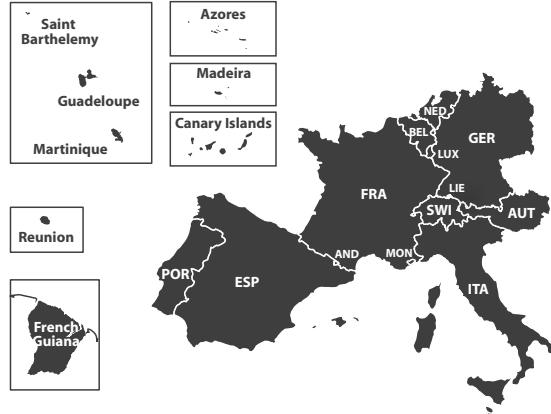 Saint
Barthelemy
Guadeloupe
Martinique
Azores
Madeira
Canary Islands
Reunion
French
Guiana
NED
BEL
GER
LUX
FRA
LIE
SWI
AUT
AND
MON
POR
ESP
ITA